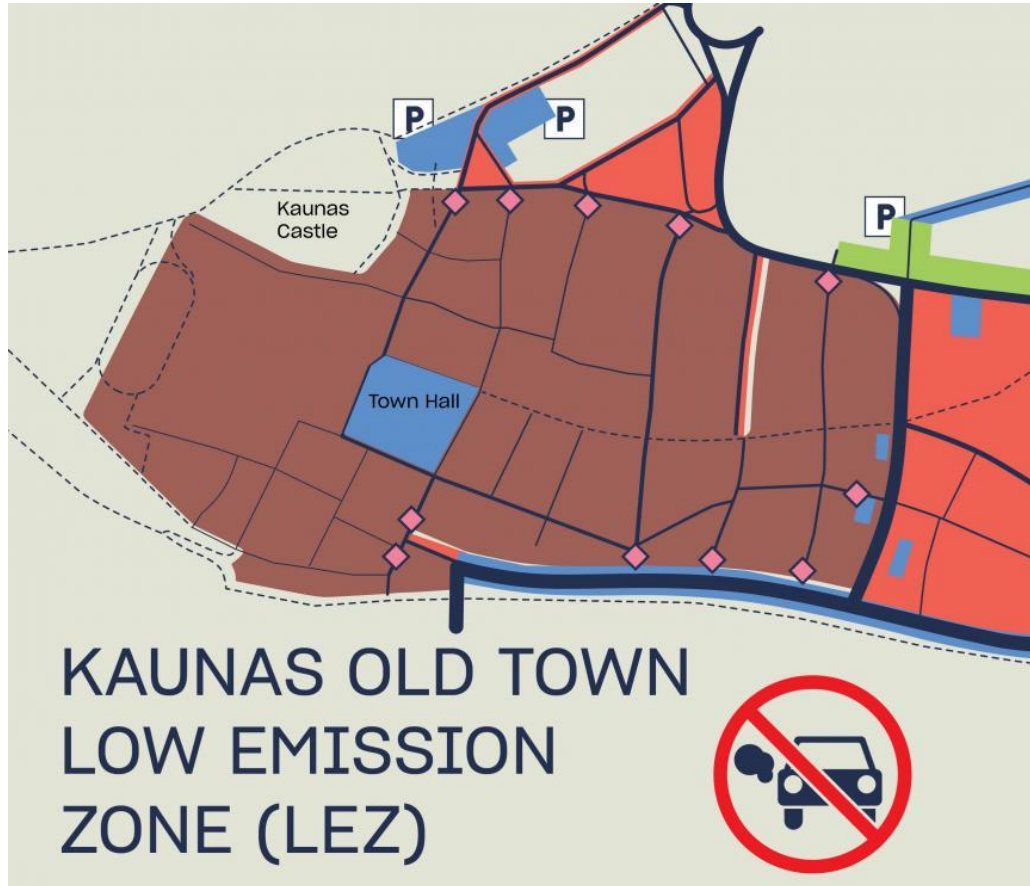 P
P
Kaunas
Castle
P
Town Hall
KAUNAS OLD TOWN
LOW EMISSION
ZONE (LEZ)